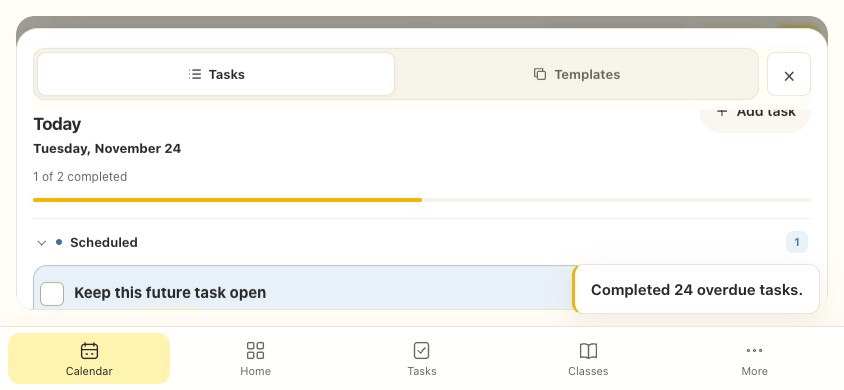 Tasks
Templates
Today
Add task
Tuesday, November 24
1 of 2 completed
Scheduled
1
Keep this future task open
Completed 24 overdue tasks.
Calendar
Home
Tasks
Classes
More